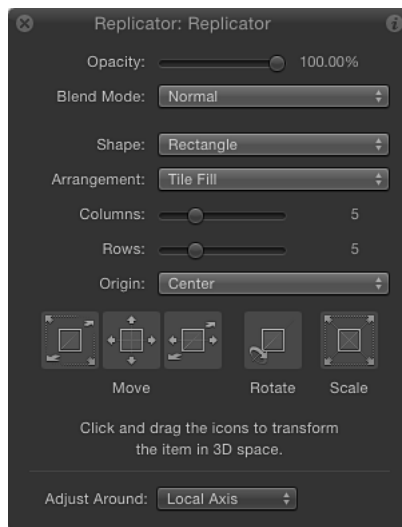 Replicator: Replicator
Opacity: 100.00%
Blend Mode: Normal
Shape: Rectangle
Arrangement: Tile Fill
Columns: 5
Rows: 5
Origin: Center
Move Rotate Scale
Click and drag the icons to transform
the item in 3D space.
Adjust Around: Local Axis